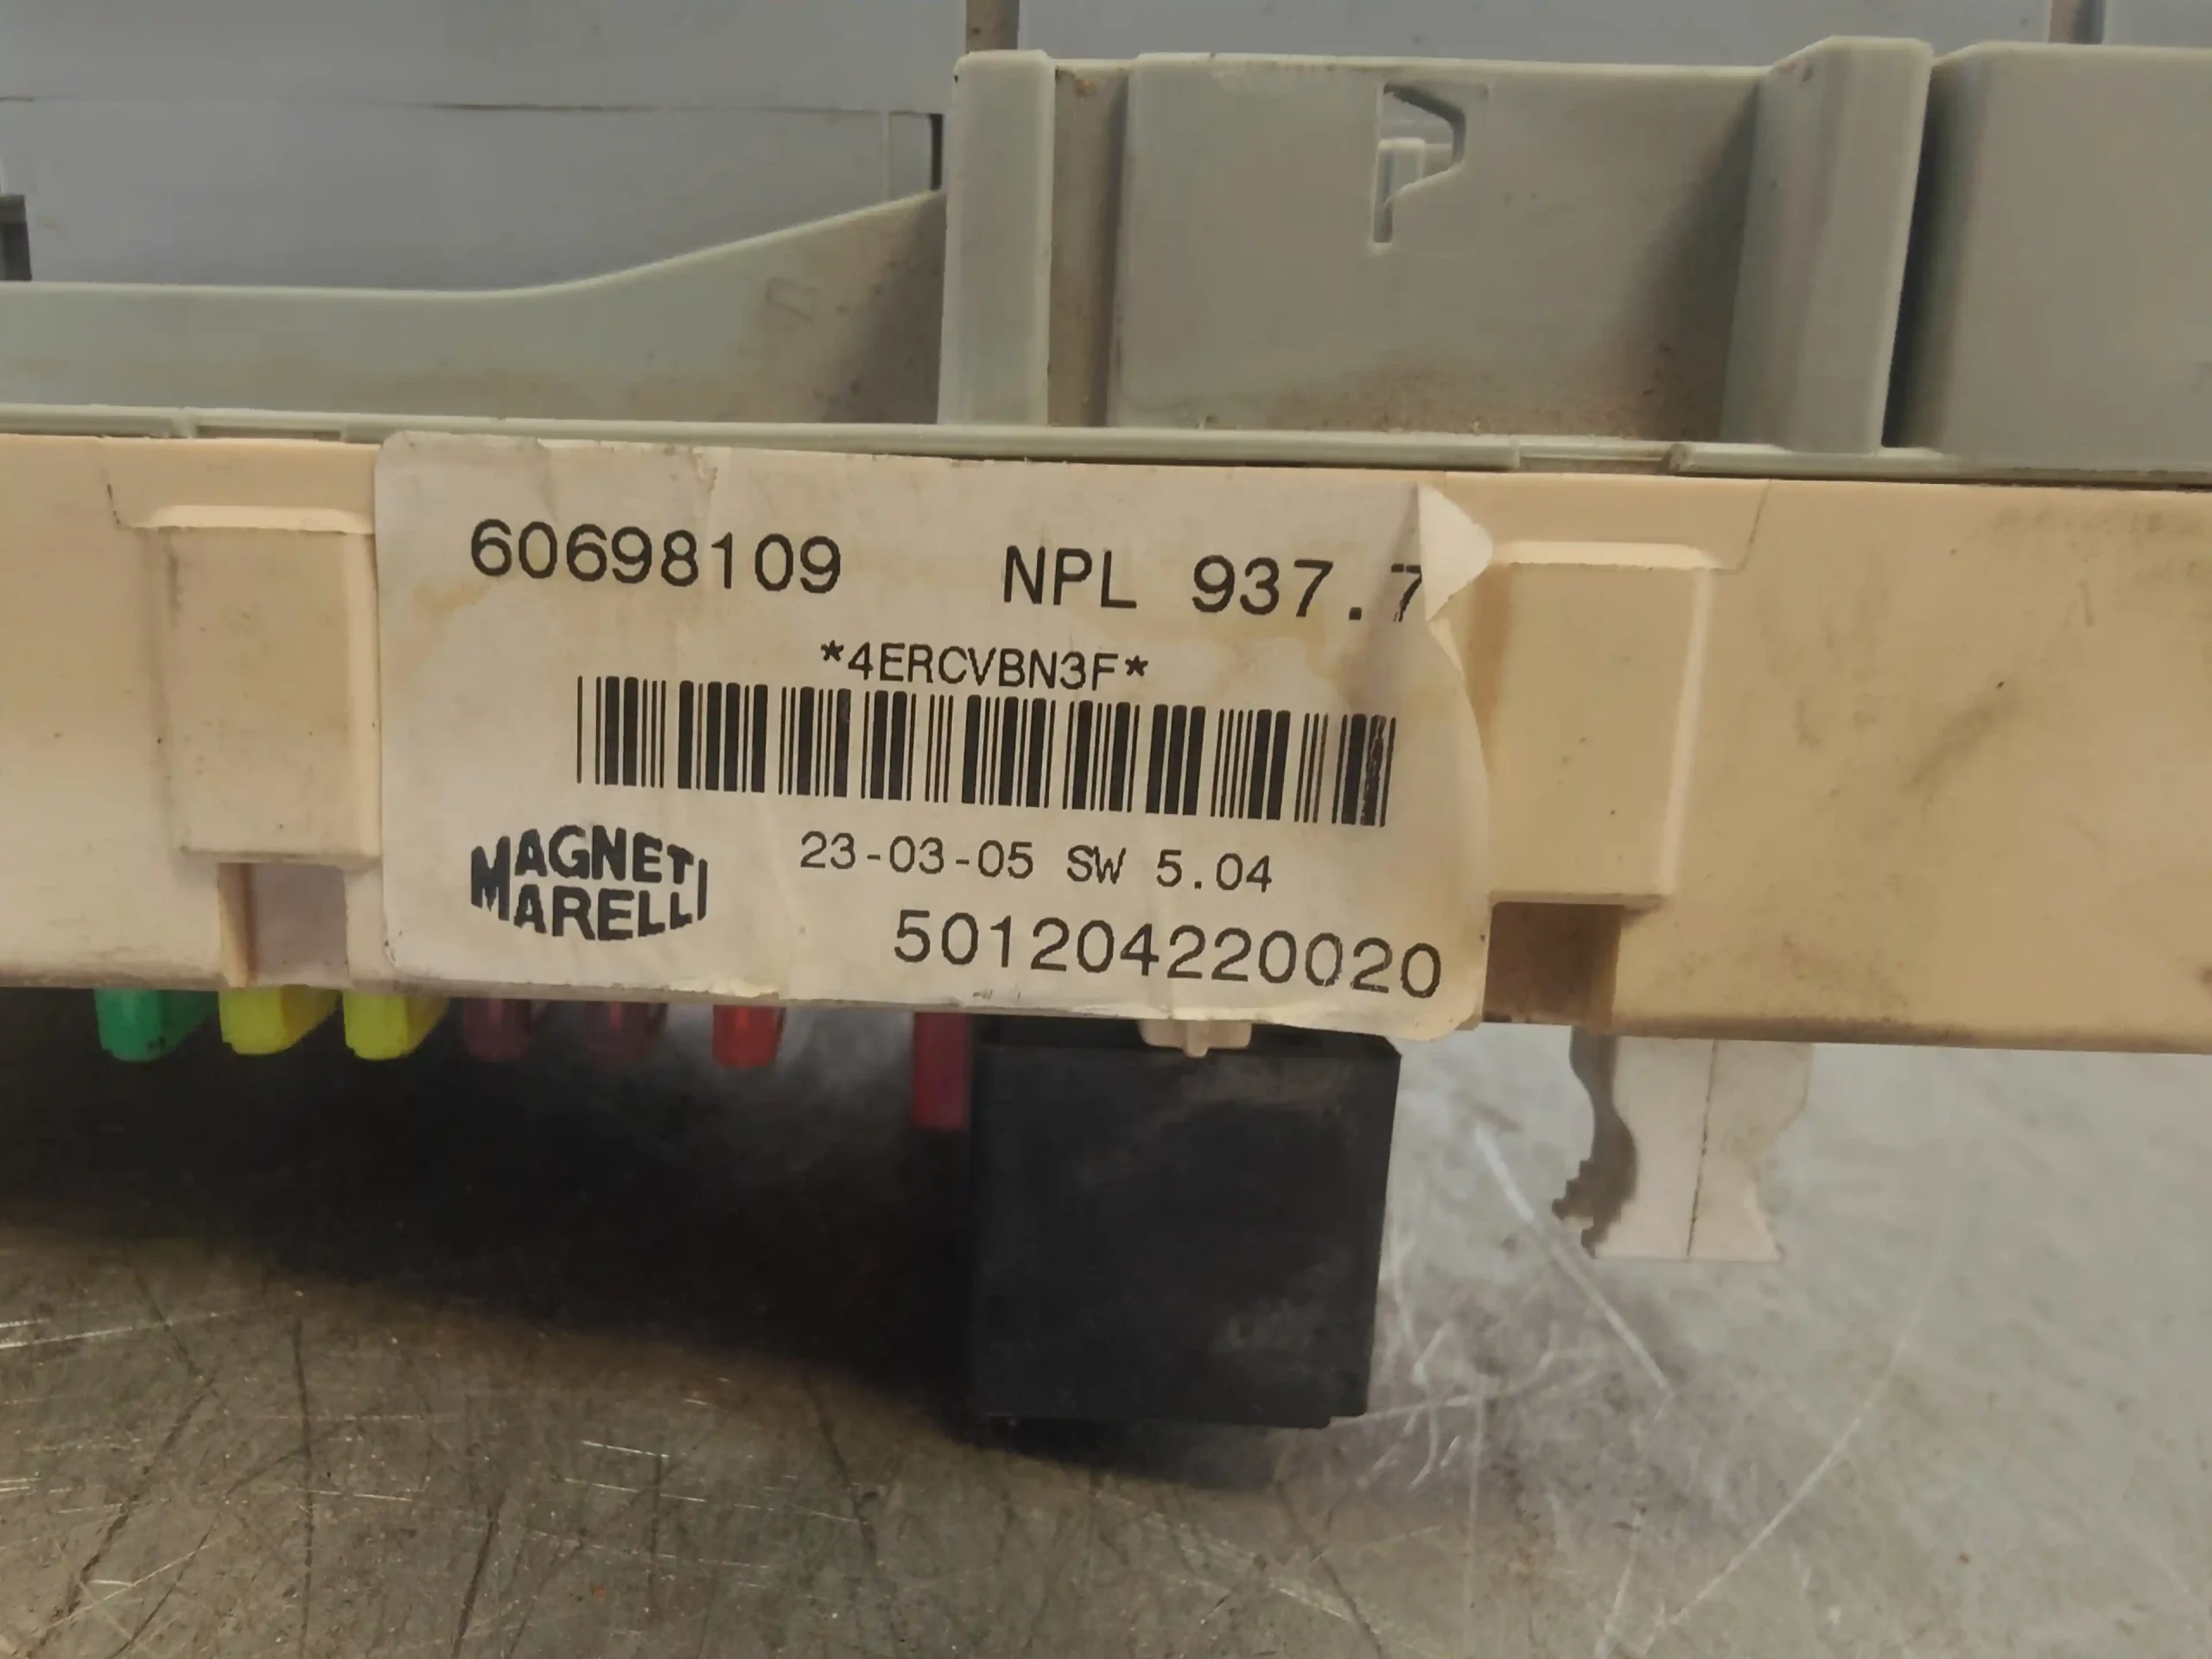 60698109 NPL 937.7
*4ERCVBN3F*
23-03-05 SW 5.04
MAGNETI
MARELLI
501204220020